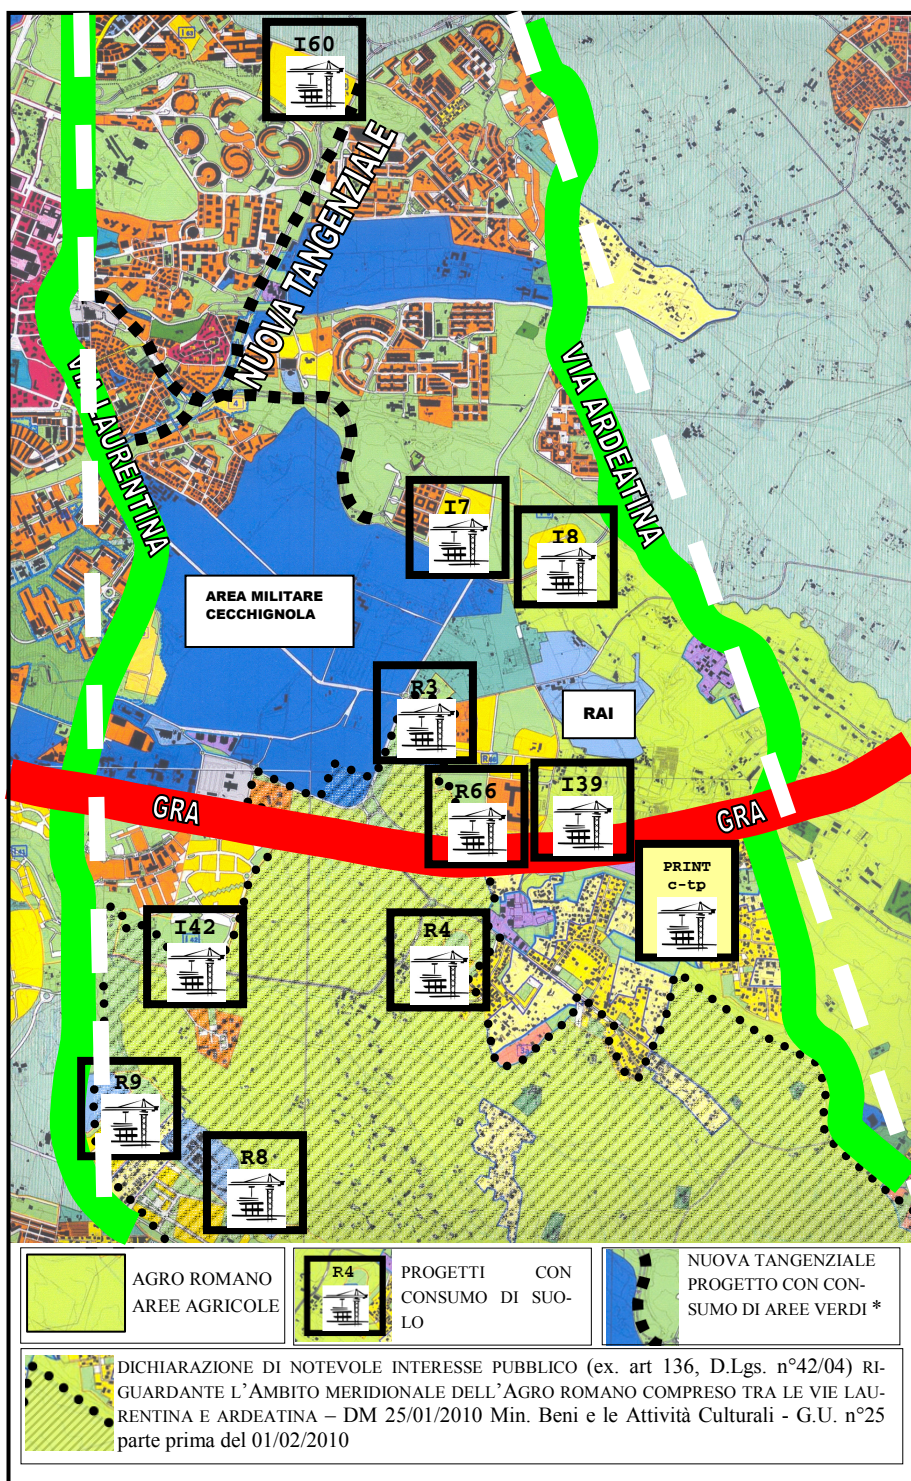 I60
NUOVA TANGENZIALE
VIA LAURENTINA
VIA ARDEATINA
4
I7
I8
AREA MILITARE
CECCHIGNOLA
R3
RAI
R66
I39
GRA
GRA
PRINT
c-tp
I42
R4
R9
R8
AGRO ROMANO
AREE AGRICOLE
R4
PROGETTI CON
CONSUMO DI SUO-
LO
NUOVA TANGENZIALE
PROGETTO CON CON-
SUMO DI AREE VERDI *
DICHIARAZIONE DI NOTEVOLE INTERESSE PUBBLICO (ex. art 136, D.Lgs. n°42/04) RI-
GUARDANTE L'AMBITO MERIDIONALE DELL'AGRO ROMANO COMPRESO TRA LE VIE LAU-
RENTINA E ARDEATINA – DM 25/01/2010 Min. Beni e le Attività Culturali - G.U. n°25
parte prima del 01/02/2010